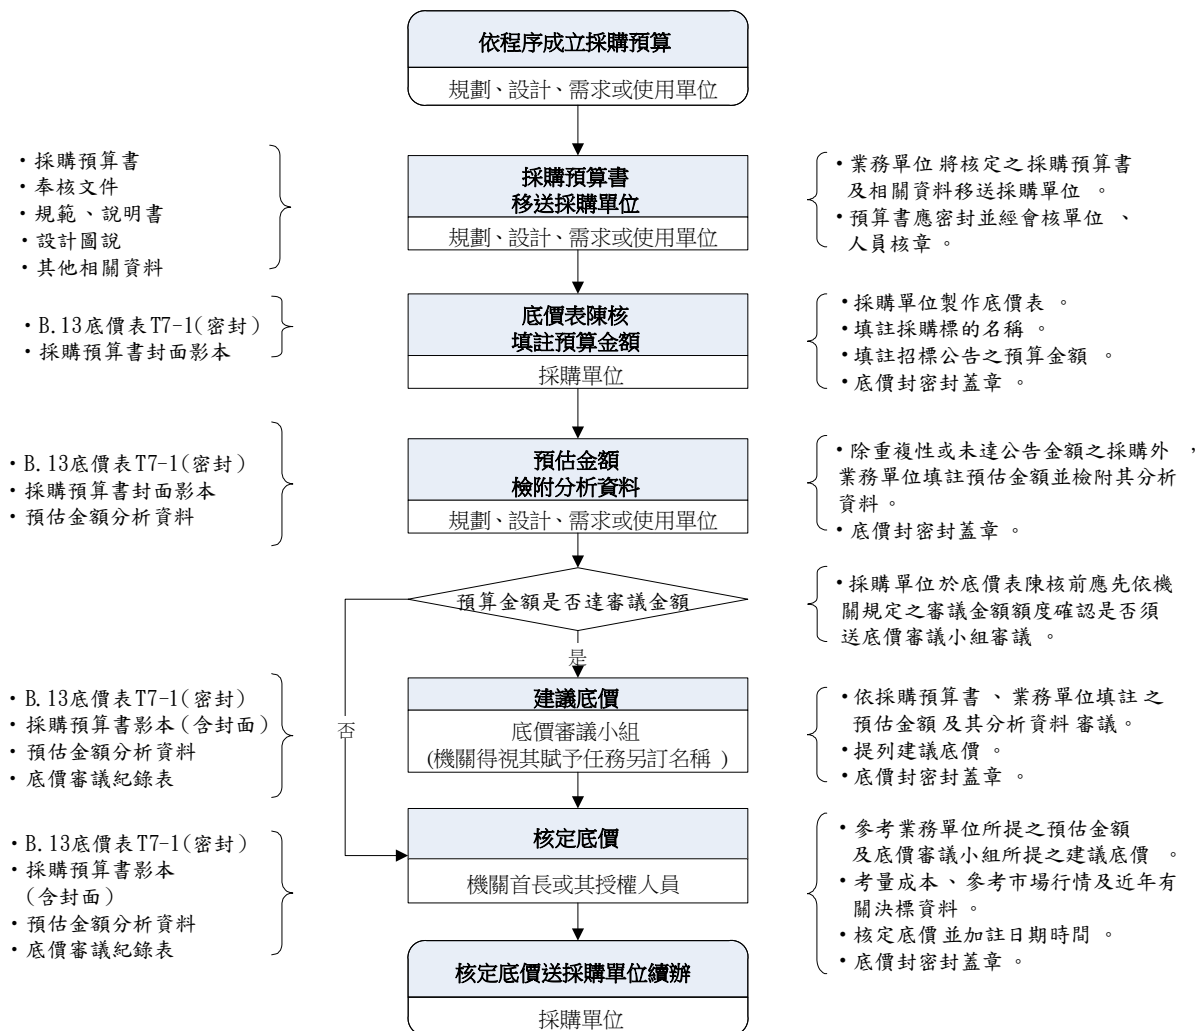 依程序成立採購預算
規劃、設計、需求或使用單位
・採購預算書
・奉核文件
・規範、說明書
・設計圖說
・其他相關資料
採購預算書
移送採購單位
規劃、設計、需求或使用單位
・業務單位將核定之採購預算書
及相關資料移送採購單位。
・預算書應密封並經會核單位、
人員核章。
・B.13底價表T7-1(密封)
・採購預算書封面影本
底價表陳核
填註預算金額
採購單位
・採購單位製作底價表。
・填註採購標的名稱。
・填註招標公告之預算金額。
・底價封密封蓋章。
・B.13底價表T7-1(密封)
・採購預算書封面影本
・預估金額分析資料
預估金額
檢附分析資料
規劃、設計、需求或使用單位
・除重複性或未達公告金額之採購外，
業務單位填註預估金額並檢附其分析
資料。
・底價封密封蓋章。
預算金額是否達審議金額
・採購單位於底價表陳核前應先依機
關規定之審議金額額度確認是否須
送底價審議小組審議。
是
否
・B.13底價表T7-1(密封)
・採購預算書影本(含封面)
・預估金額分析資料
・底價審議紀錄表
建議底價
底價審議小組
(機關得視其賦予任務另訂名稱)
・依採購預算書、業務單位填註之
預估金額及其分析資料審議。
・提列建議底價。
・底價封密封蓋章。
・B.13底價表T7-1(密封)
・採購預算書影本
(含封面)
・預估金額分析資料
・底價審議紀錄表
核定底價
機關首長或其授權人員
・參考業務單位所提之預估金額
及底價審議小組所提之建議底價。
・考量成本、參考市場行情及近年有
關決標資料。
・核定底價並加註日期時間。
・底價封密封蓋章。
核定底價送採購單位續辦
採購單位